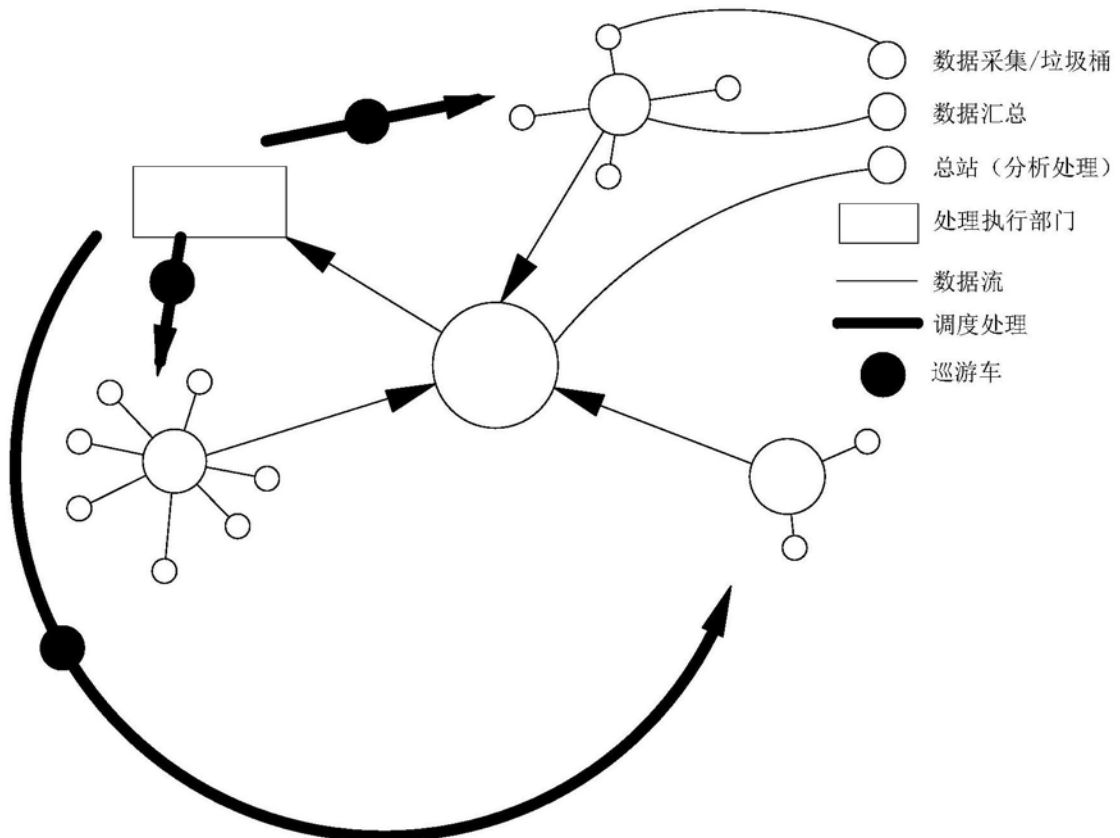 数据采集/垃圾桶
数据汇总
总站（分析处理）
处理执行部门
数据流
调度处理
巡游车